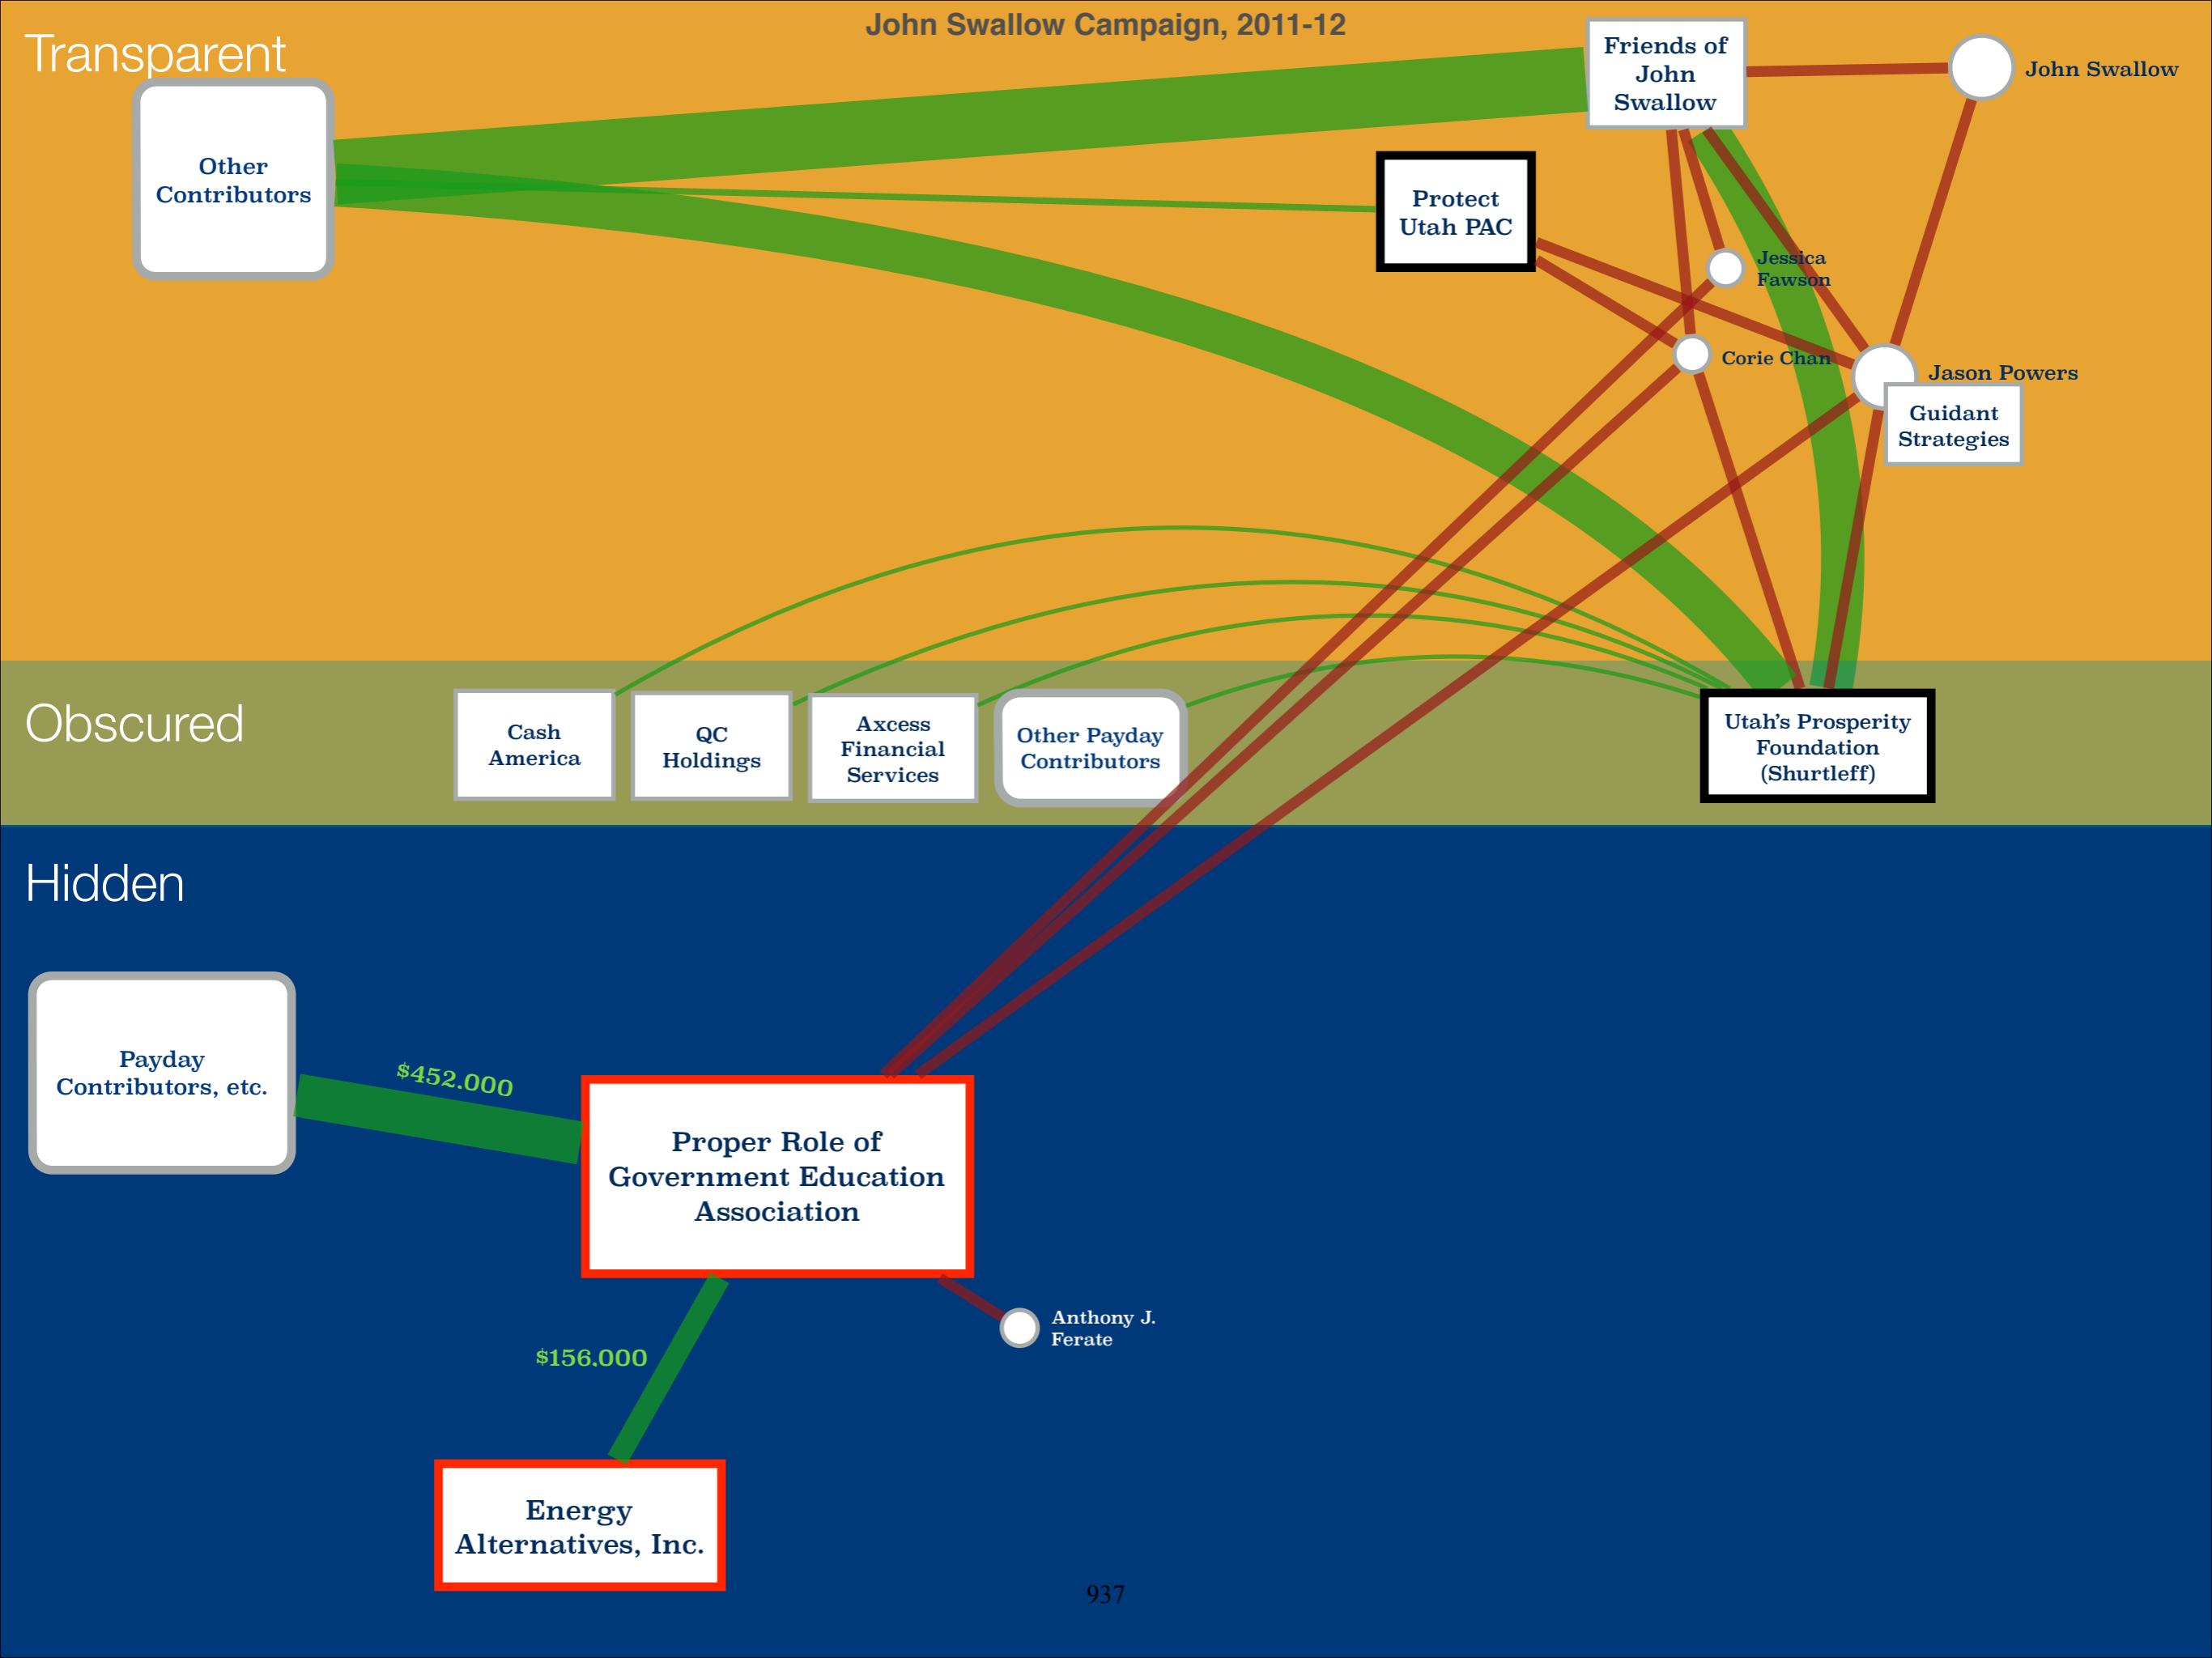 John Swallow Campaign, 2011-12
Transparent
Friends of
John
Swallow
John Swallow
Other
Contributors
Protect
Utah PAC
Jessica
Fawson
Corie Chan
Jason Powers
Guidant
Strategies
Obscured
Cash
America
QC
Holdings
Axcess
Financial
Services
Other Payday
Contributors
Utah's Prosperity
Foundation
(Shurtleff)
Hidden
Payday
Contributors, etc.
$452.000
Proper Role of
Government Education
Association
Anthony J.
Ferate
$156.000
Energy
Alternatives, Inc.
937